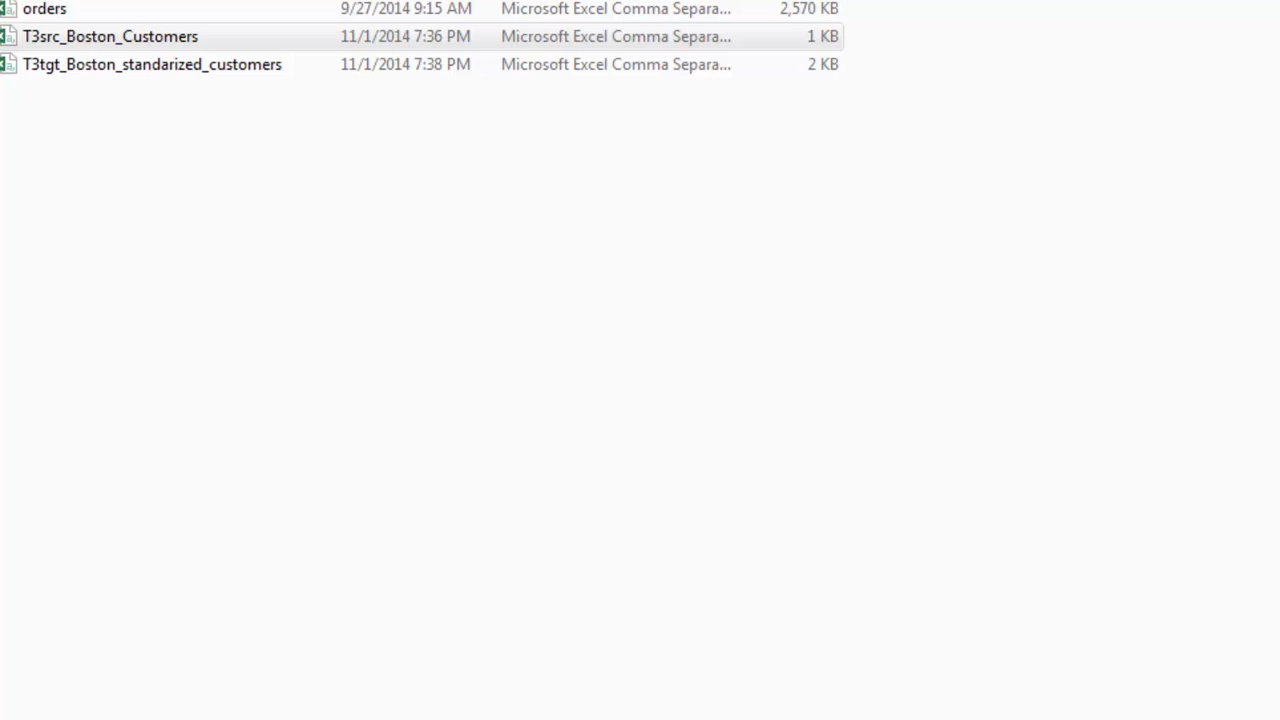 orders 9/27/2014 9:15 AM Microsoft Excel Comma Separa... 2,570 KB
T3src_Boston_Customers 11/1/2014 7:36 PM Microsoft Excel Comma Separa... 1 KB
T3tgt_Boston_standarized_customers 11/1/2014 7:38 PM Microsoft Excel Comma Separa... 2 KB